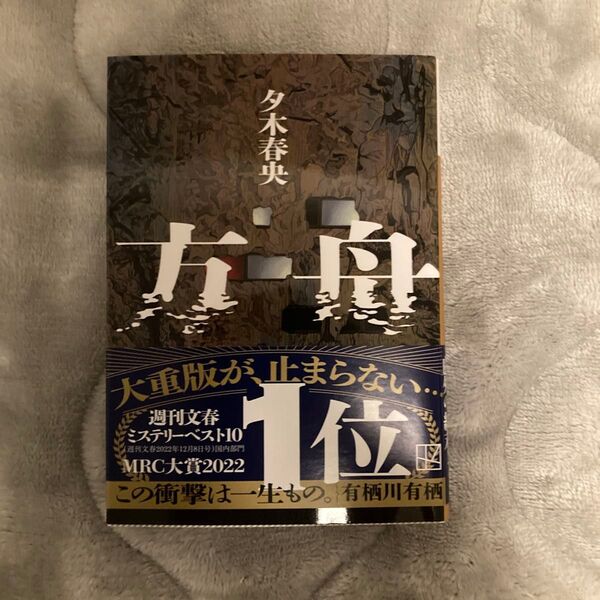 夕木春央
方舟
大重版が、止まらない…
週刊文春
ミステリーベスト10
(週刊文春2022年12月8日号)国内部門
MRC大賞2022
1位
この衝撃は一生もの。有栖川有栖